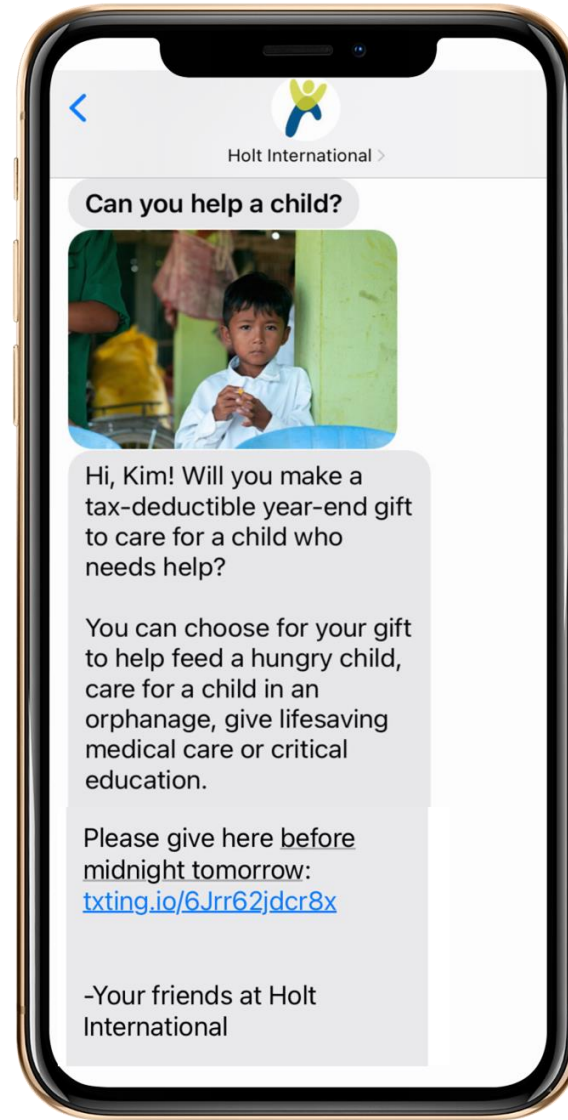 Holt International
Can you help a child?
Hi, Kim! Will you make a
tax-deductible year-end gift
to care for a child who
needs help?
You can choose for your gift
to help feed a hungry child,
care for a child in an
orphanage, give lifesaving
medical care or critical
education.
Please give here before
midnight tomorrow:
txting.io/6Jrr62jdcr8x
-Your friends at Holt
International